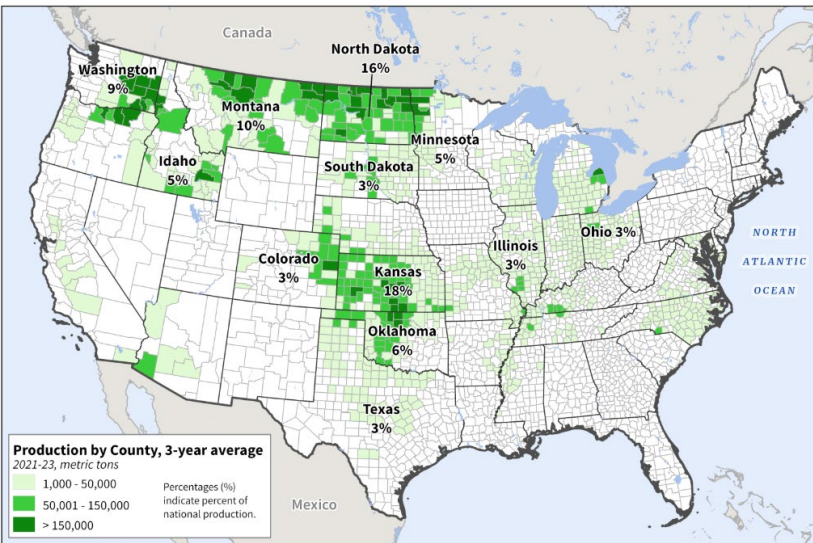 Canada
North Dakota
16%
Washington
9%
Montana
10%
Minnesota
5%
Idaho
5%
South Dakota
3%
NORTH
ATLANTIC
OCEAN
Ohio 3%
Illinois
3%
Colorado
3%
Kansas
18%
Oklahoma
6%
Texas
3%
Mexico
Production by County, 3-year average
2021-23, metric tons
1,000 - 50,000
50,001 - 150,000
> 150,000
Percentages (%)
indicate percent of
national production.